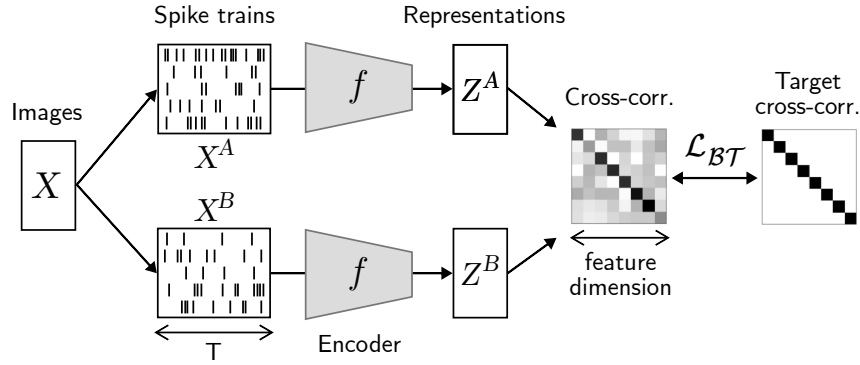 Spike trains
Representations
Images
X
X^A
f
Z^A
Cross-corr.
Target
cross-corr.
𝓛_𝓑𝓣
X^B
f
Z^B
feature
dimension
T
Encoder